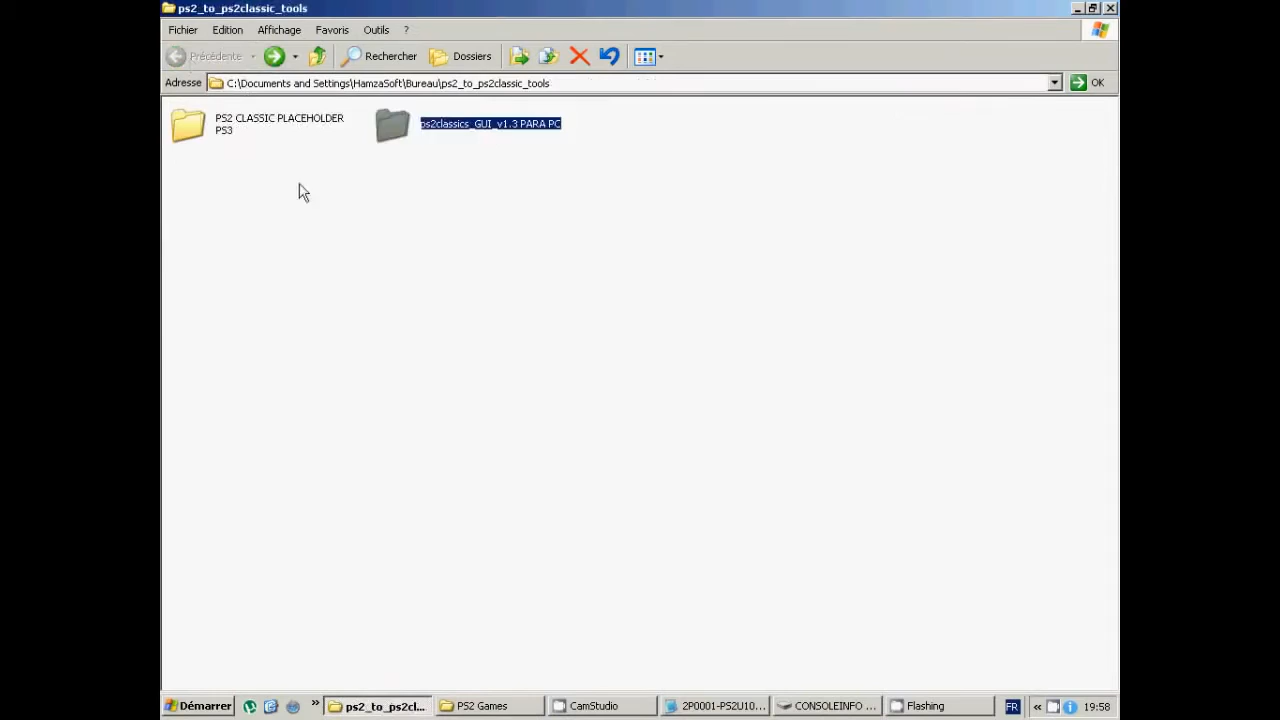 ps2_to_ps2classic_tools
Fichier Edition Affichage Favoris Outils ?
Précédente Rechercher Dossiers
Adresse C:\Documents and Settings\HamzaSoft\Bureau\ps2_to_ps2classic_tools OK
PS2 CLASSIC PLACEHOLDER
PS3
ps2classics_GUI_v1.3 PARA PC
Démarrer » ps2_to_ps2cl... PS2 Games CamStudio 2P0001-PS2U10... CONSOLEINFO ... Flashing FR « 19:58